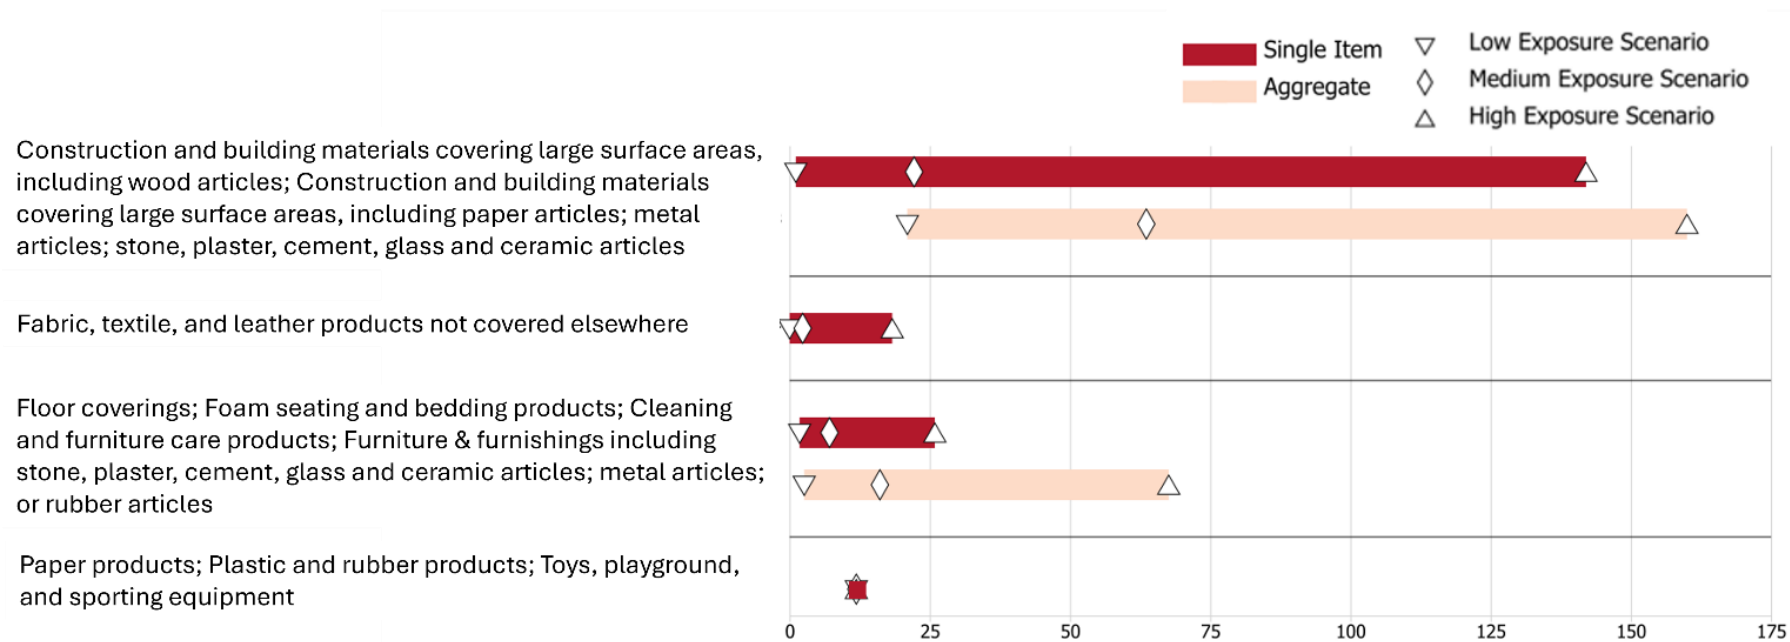 Single Item
Aggregate
Low Exposure Scenario
Medium Exposure Scenario
High Exposure Scenario
Construction and building materials covering large surface areas,
including wood articles; Construction and building materials
covering large surface areas, including paper articles; metal
articles; stone, plaster, cement, glass and ceramic articles
Fabric, textile, and leather products not covered elsewhere
Floor coverings; Foam seating and bedding products; Cleaning
and furniture care products; Furniture & furnishings including
stone, plaster, cement, glass and ceramic articles; metal articles;
or rubber articles
Paper products; Plastic and rubber products; Toys, playground,
and sporting equipment
0 25 50 75 100 125 150 175